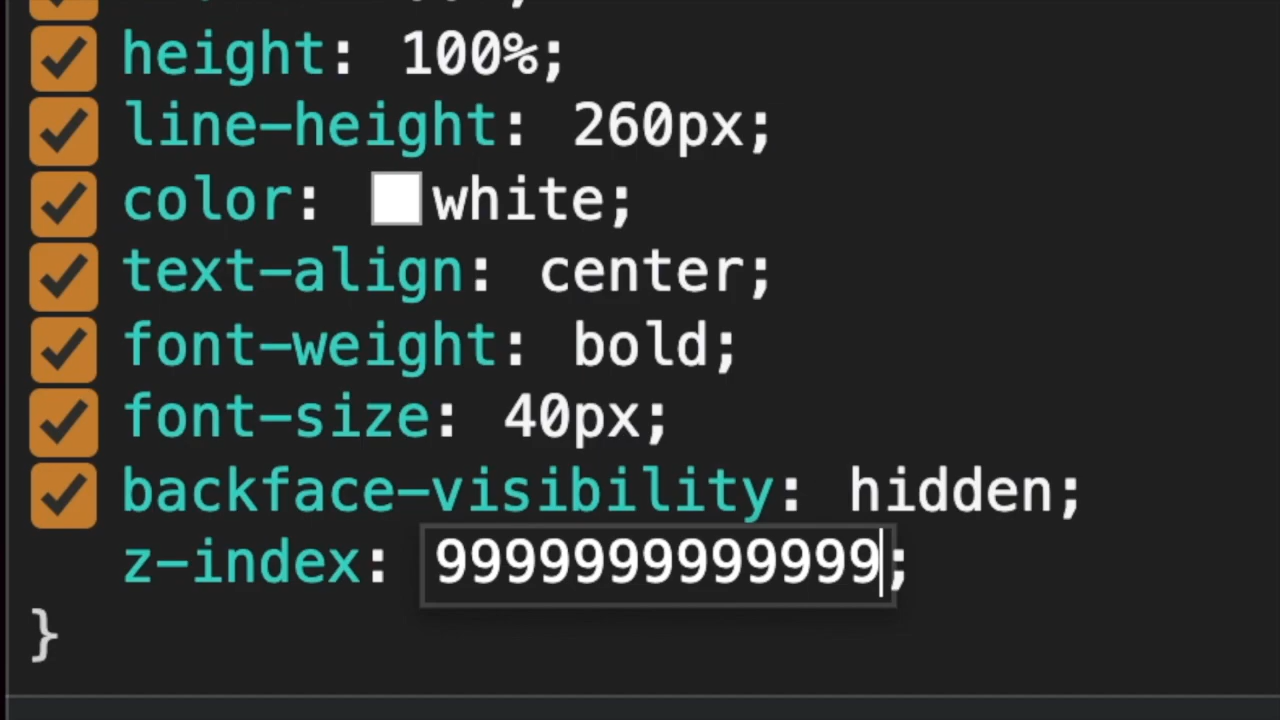 height: 100%;
line-height: 260px;
color: white;
text-align: center;
font-weight: bold;
font-size: 40px;
backface-visibility: hidden;
z-index: 9999999999999;
}